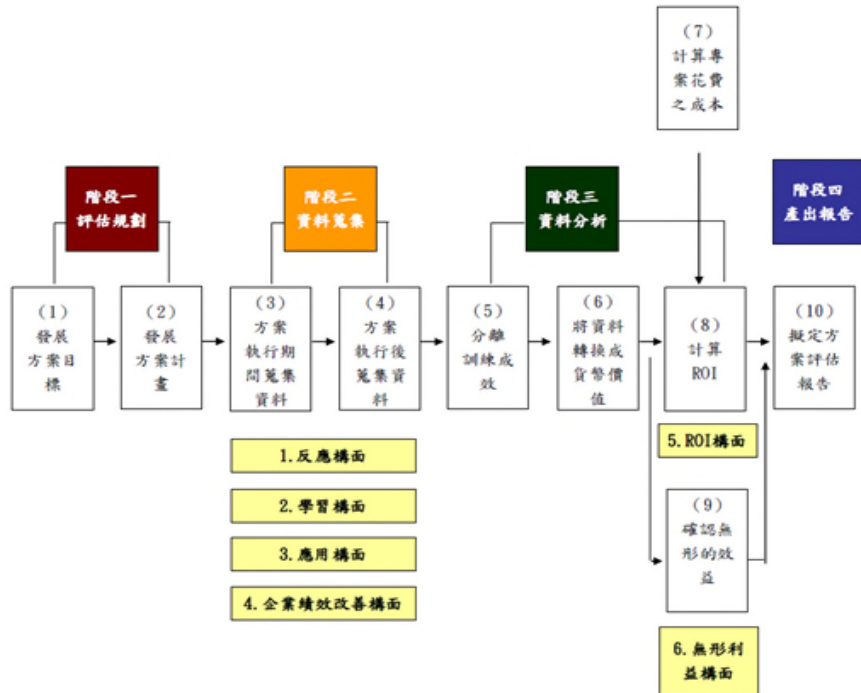 (7)
計算專
案花費
之成本
階段一
評估規劃
階段二
資料蒐集
階段三
資料分析
階段四
產出報告
(1)
發展
方案目
標
(2)
發展
方案計
畫
(3)
方案
執行期
間蒐集
資料
(4)
方案
執行後
蒐集資
料
(5)
分離
訓練成
效
(6)
將資料
轉換成
貨幣價
值
(8)
計算
ROI
(10)
擬定方
案評估
報告
1.反應構面
2.學習構面
3.應用構面
4.企業績效改善構面
5.ROI構面
(9)
確認無
形的效
益
6.無形利
益構面